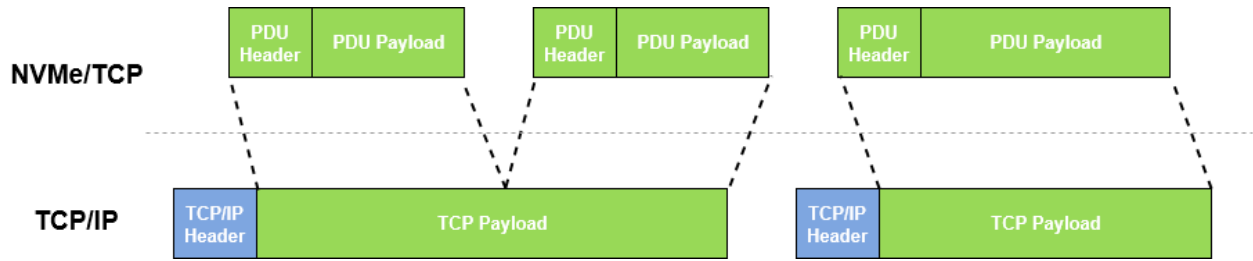 PDU
Header
PDU Payload
PDU
Header
PDU Payload
PDU
Header
PDU Payload
NVMe/TCP
TCP/IP
TCP/IP
Header
TCP Payload
TCP/IP
Header
TCP Payload